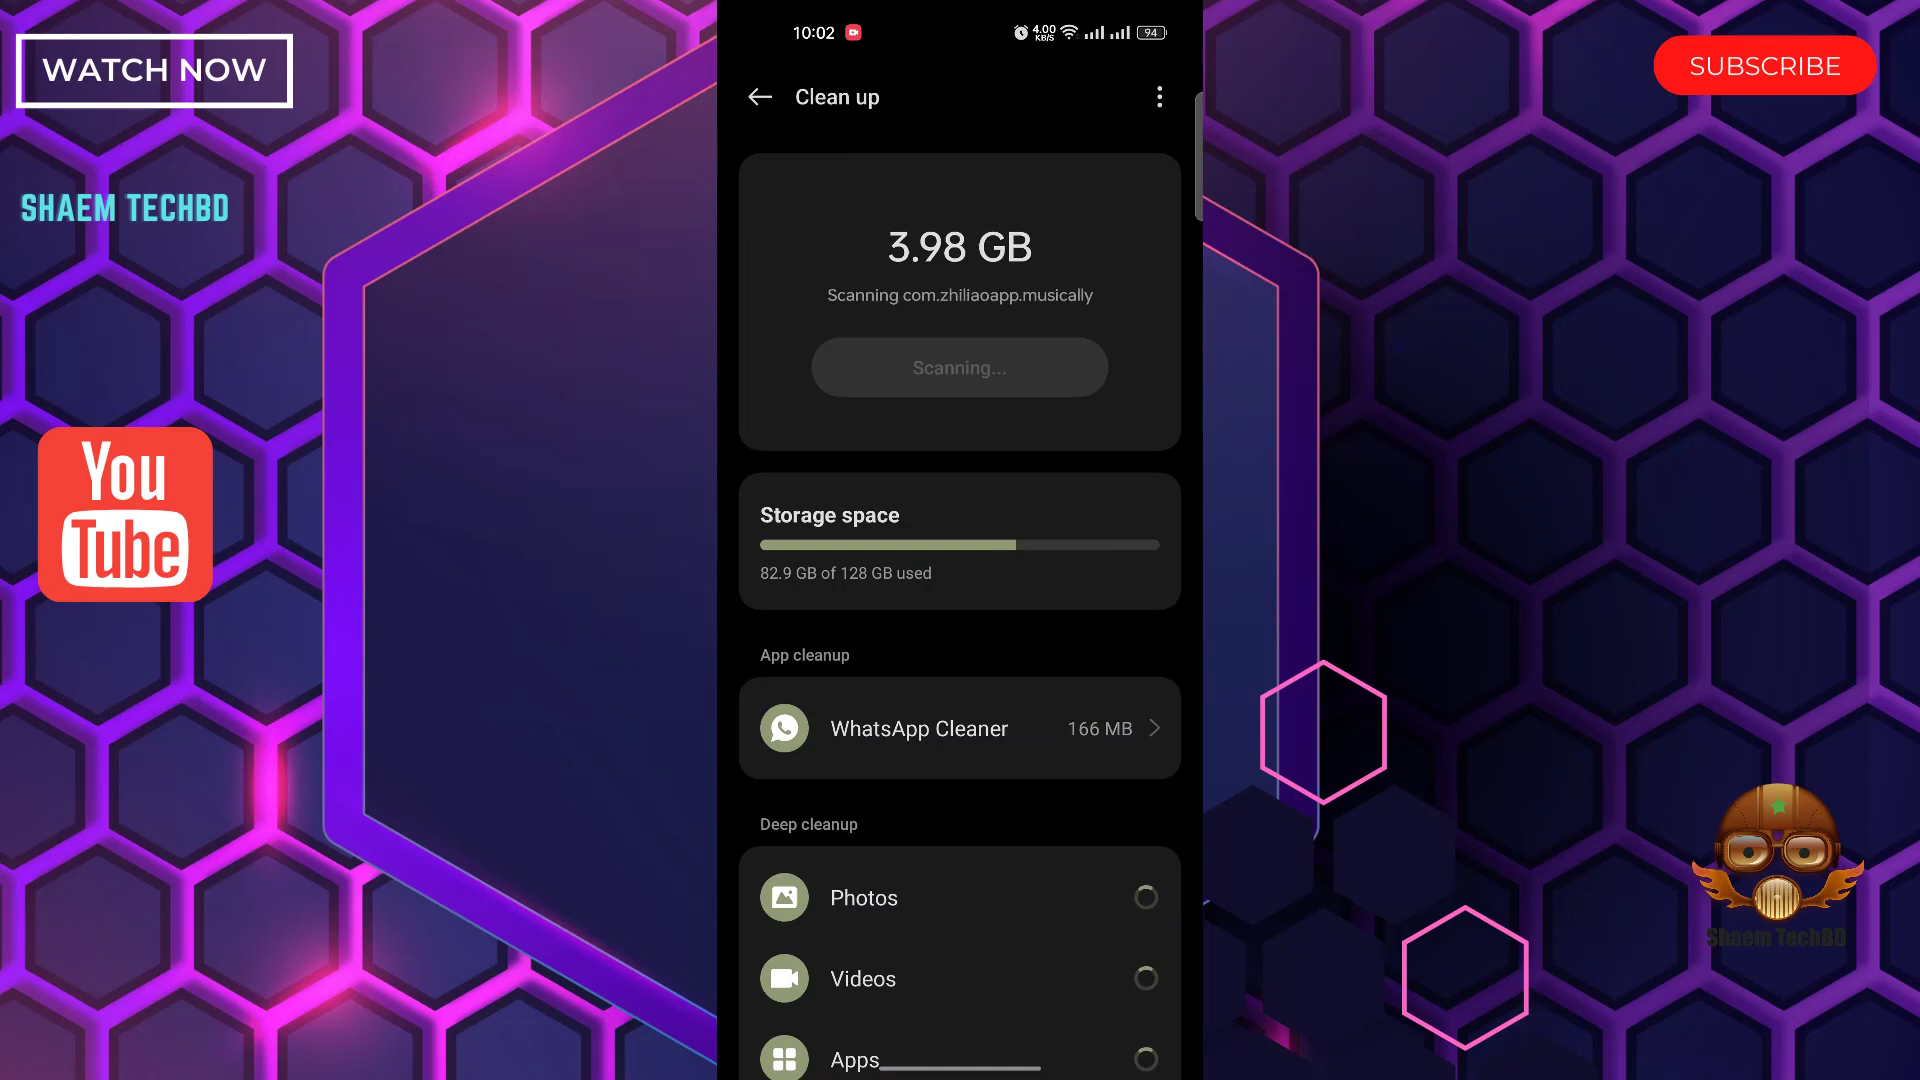 WATCH NOW
SHAEM TECHBD
You
Tube
10:02
4.00
KB/S
94
Clean up
3.98 GB
Scanning com.zhiliaoapp.musically
Scanning...
Storage space
82.9 GB of 128 GB used
App cleanup
WhatsApp Cleaner 166 MB
Deep cleanup
Photos
Videos
Apps
SUBSCRIBE
Shaem TechBD